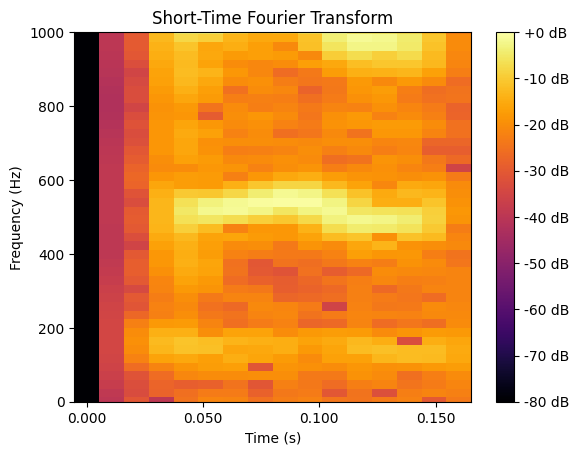 Short-Time Fourier Transform
1000
800
600
400
200
0
Frequency (Hz)
0.000
0.050
0.100
0.150
Time (s)
+0 dB
-10 dB
-20 dB
-30 dB
-40 dB
-50 dB
-60 dB
-70 dB
-80 dB